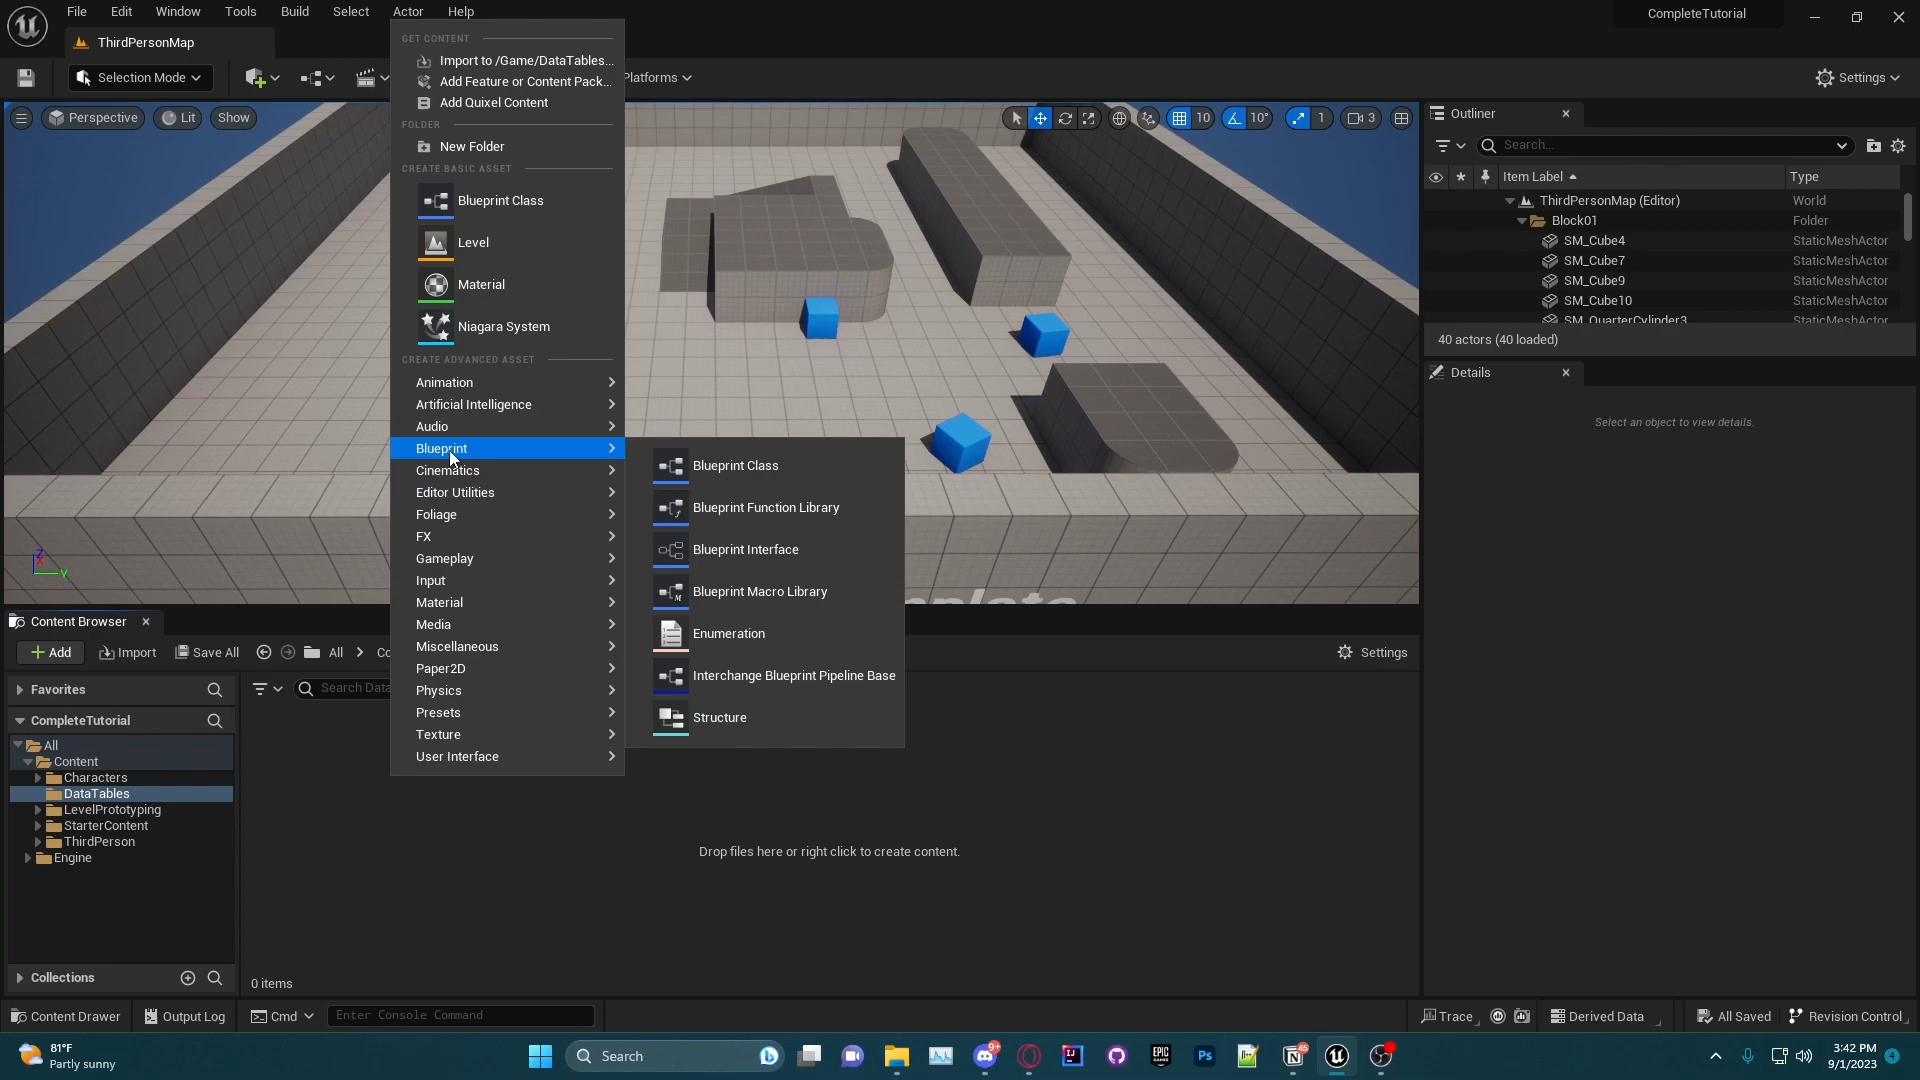 File Edit Window Tools Build Select Actor Help
CompleteTutorial
ThirdPersonMap
Selection Mode
Platforms
Settings
Perspective
Lit
Show
10
10°
1
3
GET CONTENT
Import to /Game/DataTables...
Add Feature or Content Pack...
Add Quixel Content
FOLDER
New Folder
CREATE BASIC ASSET
Blueprint Class
Level
Material
Niagara System
CREATE ADVANCED ASSET
Animation
Artificial Intelligence
Audio
Blueprint
Cinematics
Editor Utilities
Foliage
FX
Gameplay
Input
Material
Media
Miscellaneous
Paper2D
Physics
Presets
Texture
User Interface
Blueprint Class
Blueprint Function Library
Blueprint Interface
Blueprint Macro Library
Enumeration
Interchange Blueprint Pipeline Base
Structure
Outliner
Search...
Item Label Type
ThirdPersonMap (Editor) World
Block01 Folder
SM_Cube4 StaticMeshActor
SM_Cube7 StaticMeshActor
SM_Cube9 StaticMeshActor
SM_Cube10 StaticMeshActor
SM_QuarterCylinder3 StaticMeshActor
40 actors (40 loaded)
Details
Select an object to view details.
Z
X
Y
Content Browser
Add
Import
Save All
All
Co
Settings
Favorites
Search Data
CompleteTutorial
All
Content
Characters
DataTables
LevelPrototyping
StarterContent
ThirdPerson
Engine
Drop files here or right click to create content.
Collections
0 items
Content Drawer
Output Log
Cmd
Enter Console Command
Trace
Derived Data
All Saved
Revision Control
81°F
Partly sunny
Search
9+
45
3:42 PM
9/1/2023
4